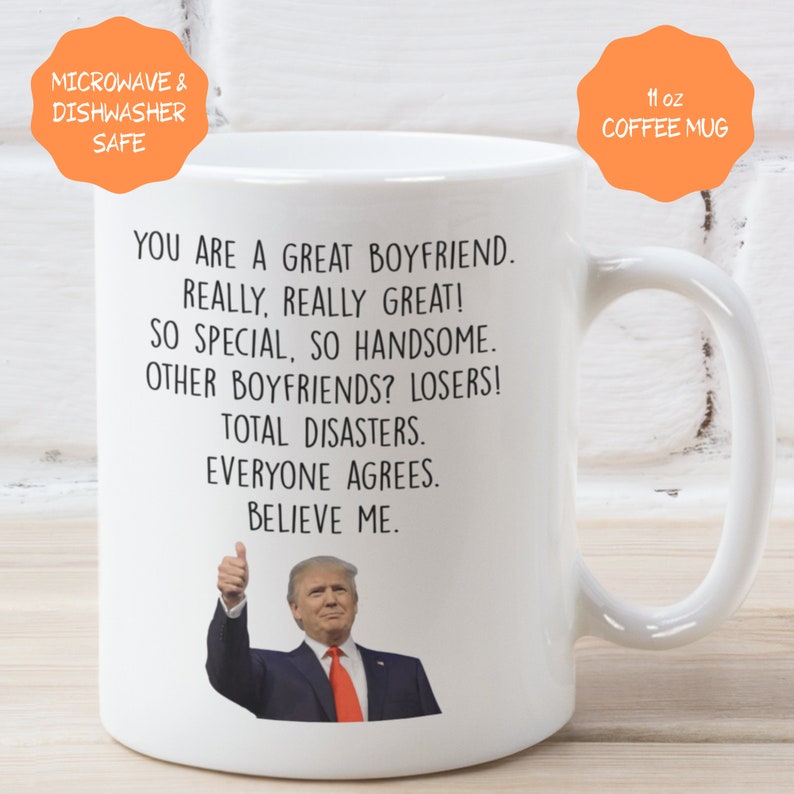 MICROWAVE &
DISHWASHER
SAFE
11 oz
COFFEE MUG
YOU ARE A GREAT BOYFRIEND.
REALLY, REALLY GREAT!
SO SPECIAL, SO HANDSOME.
OTHER BOYFRIENDS? LOSERS!
TOTAL DISASTERS.
EVERYONE AGREES.
BELIEVE ME.